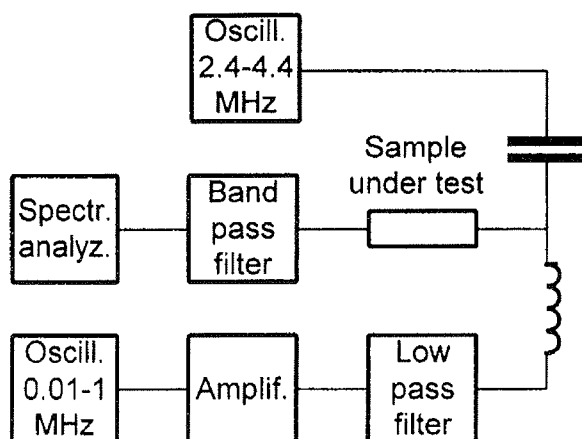 Oscill.
2.4-4.4
MHz
Sample
under test
Spectr.
analyz.
Band
pass
filter
Oscill.
0.01-1
MHz
Amplif.
Low
pass
filter